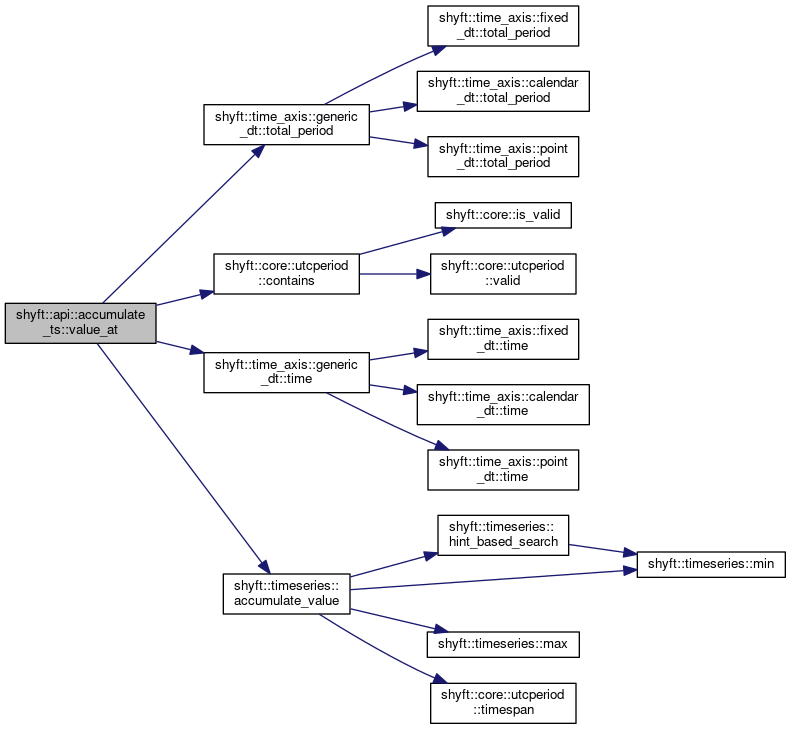 shyft::time_axis::fixed
_dt::total_period
shyft::time_axis::calendar
_dt::total_period
shyft::time_axis::generic
_dt::total_period
shyft::time_axis::point
_dt::total_period
shyft::core::is_valid
shyft::core::utcperiod
::contains
shyft::core::utcperiod
::valid
shyft::api::accumulate
_ts::value_at
shyft::time_axis::fixed
_dt::time
shyft::time_axis::generic
_dt::time
shyft::time_axis::calendar
_dt::time
shyft::time_axis::point
_dt::time
shyft::timeseries::
hint_based_search
shyft::timeseries::min
shyft::timeseries::
accumulate_value
shyft::timeseries::max
shyft::core::utcperiod
::timespan